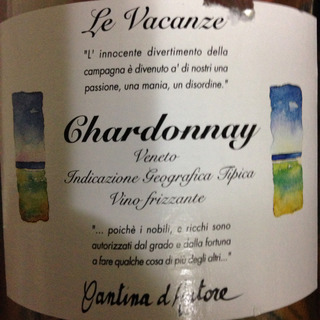 Le Vacanze
"L' innocente divertimento della
campagna è divenuto a' di nostri una
passione, una mania, un disordine."
Chardonnay
Veneto
Indicazione Geografica Tipica
Vino frizzante
"... poichè i nobili, e ricchi sono
autorizzati dal grado e dalla fortuna
a fare qualche cosa di più degli altri..."
Cantina d'Autore